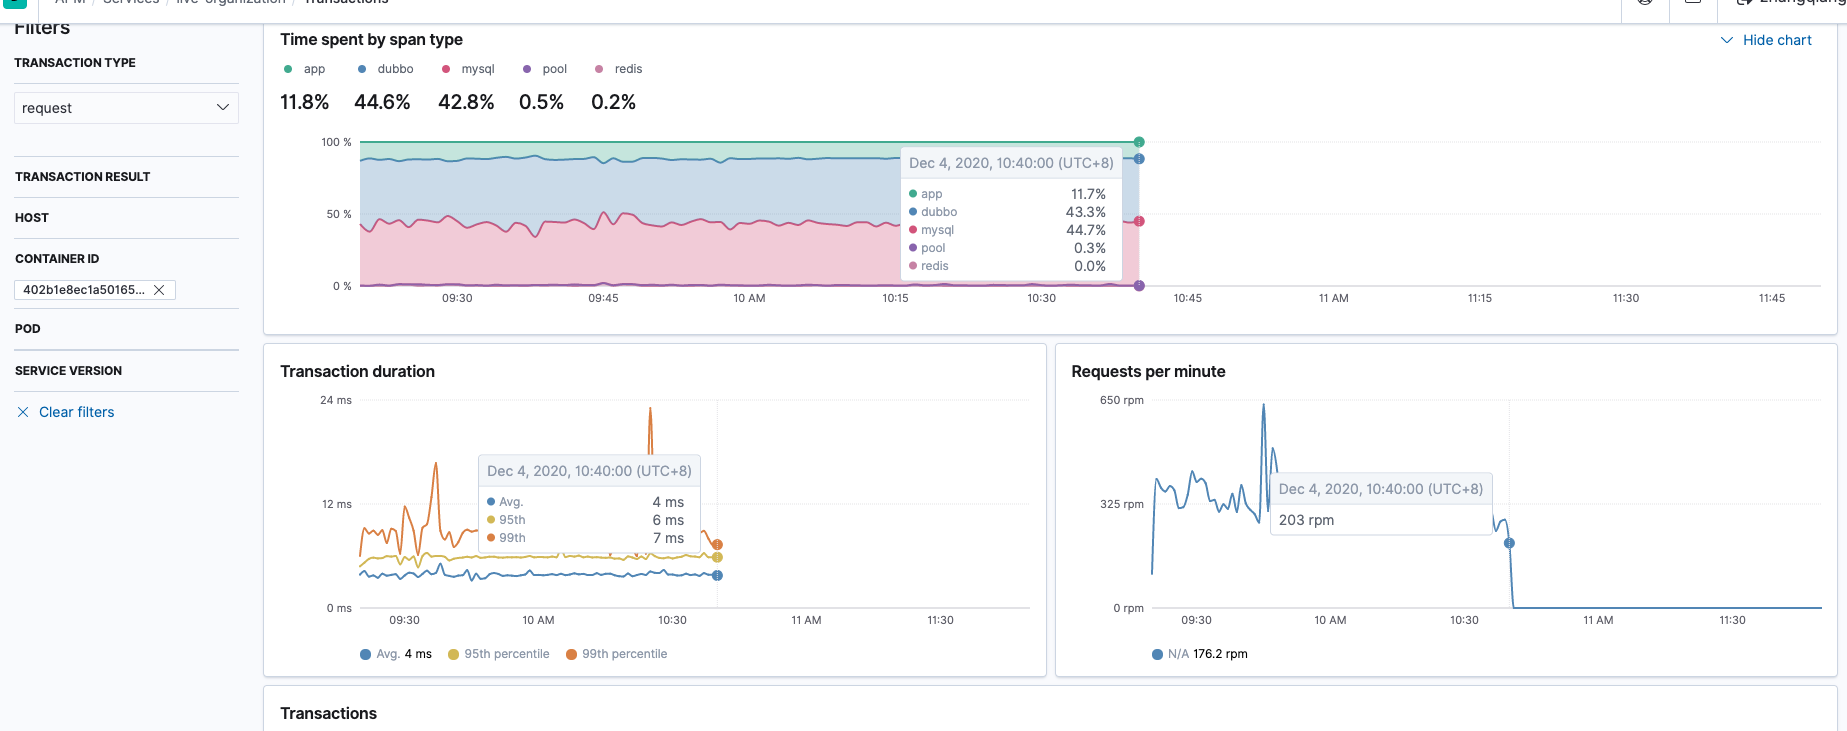 APM / Services / live-organization / Transactions
zhangqiang
Filters
TRANSACTION TYPE
request
TRANSACTION RESULT
HOST
CONTAINER ID
402b1e8ec1a50165...
POD
SERVICE VERSION
Clear filters
Time spent by span type
Hide chart
app dubbo mysql pool redis
11.8% 44.6% 42.8% 0.5% 0.2%
100 %
50 %
0 %
Dec 4, 2020, 10:40:00 (UTC+8)
app 11.7%
dubbo 43.3%
mysql 44.7%
pool 0.3%
redis 0.0%
09:30 09:45 10 AM 10:15 10:30 10:45 11 AM 11:15 11:30 11:45
Transaction duration
24 ms
12 ms
0 ms
Dec 4, 2020, 10:40:00 (UTC+8)
Avg. 4 ms
95th 6 ms
99th 7 ms
09:30 10 AM 10:30 11 AM 11:30
Avg. 4 ms 95th percentile 99th percentile
Requests per minute
650 rpm
325 rpm
0 rpm
Dec 4, 2020, 10:40:00 (UTC+8)
203 rpm
09:30 10 AM 10:30 11 AM 11:30
N/A 176.2 rpm
Transactions